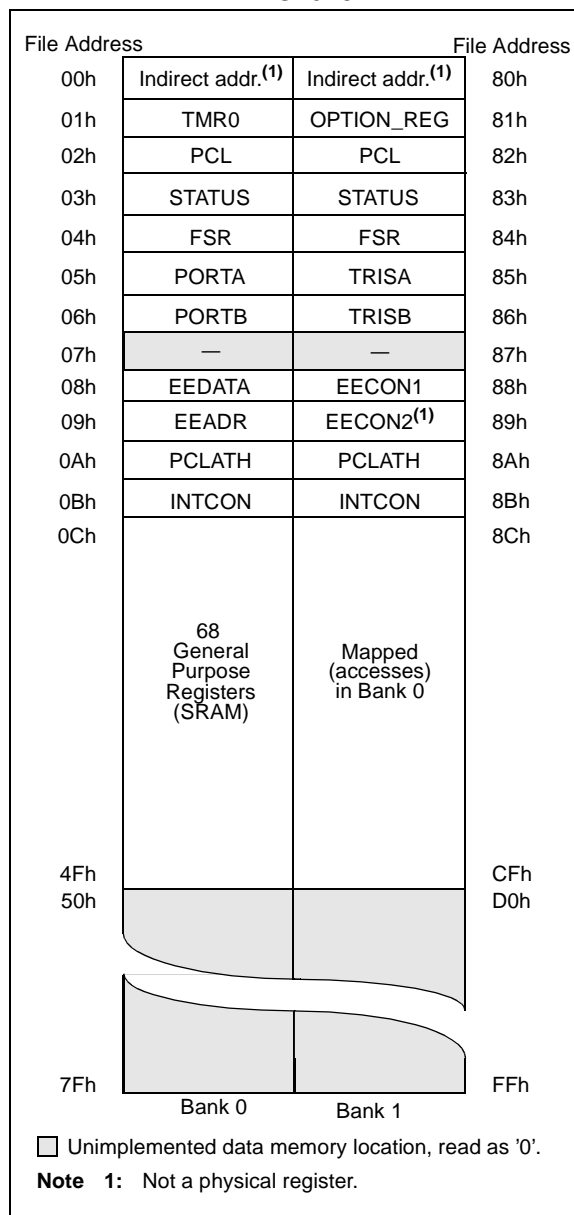 File Address File Address
00h Indirect addr.(1) Indirect addr.(1) 80h
01h TMR0 OPTION_REG 81h
02h PCL PCL 82h
03h STATUS STATUS 83h
04h FSR FSR 84h
05h PORTA TRISA 85h
06h PORTB TRISB 86h
07h — — 87h
08h EEDATA EECON1 88h
09h EEADR EECON2(1) 89h
0Ah PCLATH PCLATH 8Ah
0Bh INTCON INTCON 8Bh
0Ch 8Ch
68
General
Purpose
Registers
(SRAM)
Mapped
(accesses)
in Bank 0
4Fh CFh
50h D0h
7Fh FFh
Bank 0 Bank 1
Unimplemented data memory location, read as '0'.
Note 1: Not a physical register.